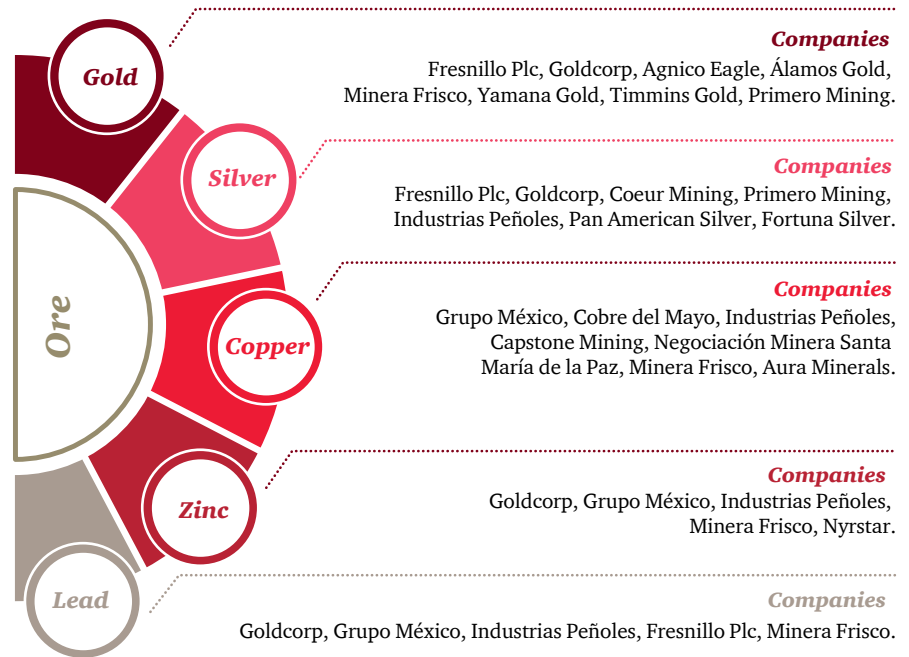 Gold
Companies
Fresnillo Plc, Goldcorp, Agnico Eagle, Álamos Gold,
Minera Frisco, Yamana Gold, Timmins Gold, Primero Mining.
Silver
Companies
Fresnillo Plc, Goldcorp, Coeur Mining, Primero Mining,
Industrias Peñoles, Pan American Silver, Fortuna Silver.
Ore
Copper
Companies
Grupo México, Cobre del Mayo, Industrias Peñoles,
Capstone Mining, Negociación Minera Santa
María de la Paz, Minera Frisco, Aura Minerals.
Zinc
Companies
Goldcorp, Grupo México, Industrias Peñoles,
Minera Frisco, Nyrstar.
Lead
Companies
Goldcorp, Grupo México, Industrias Peñoles, Fresnillo Plc, Minera Frisco.